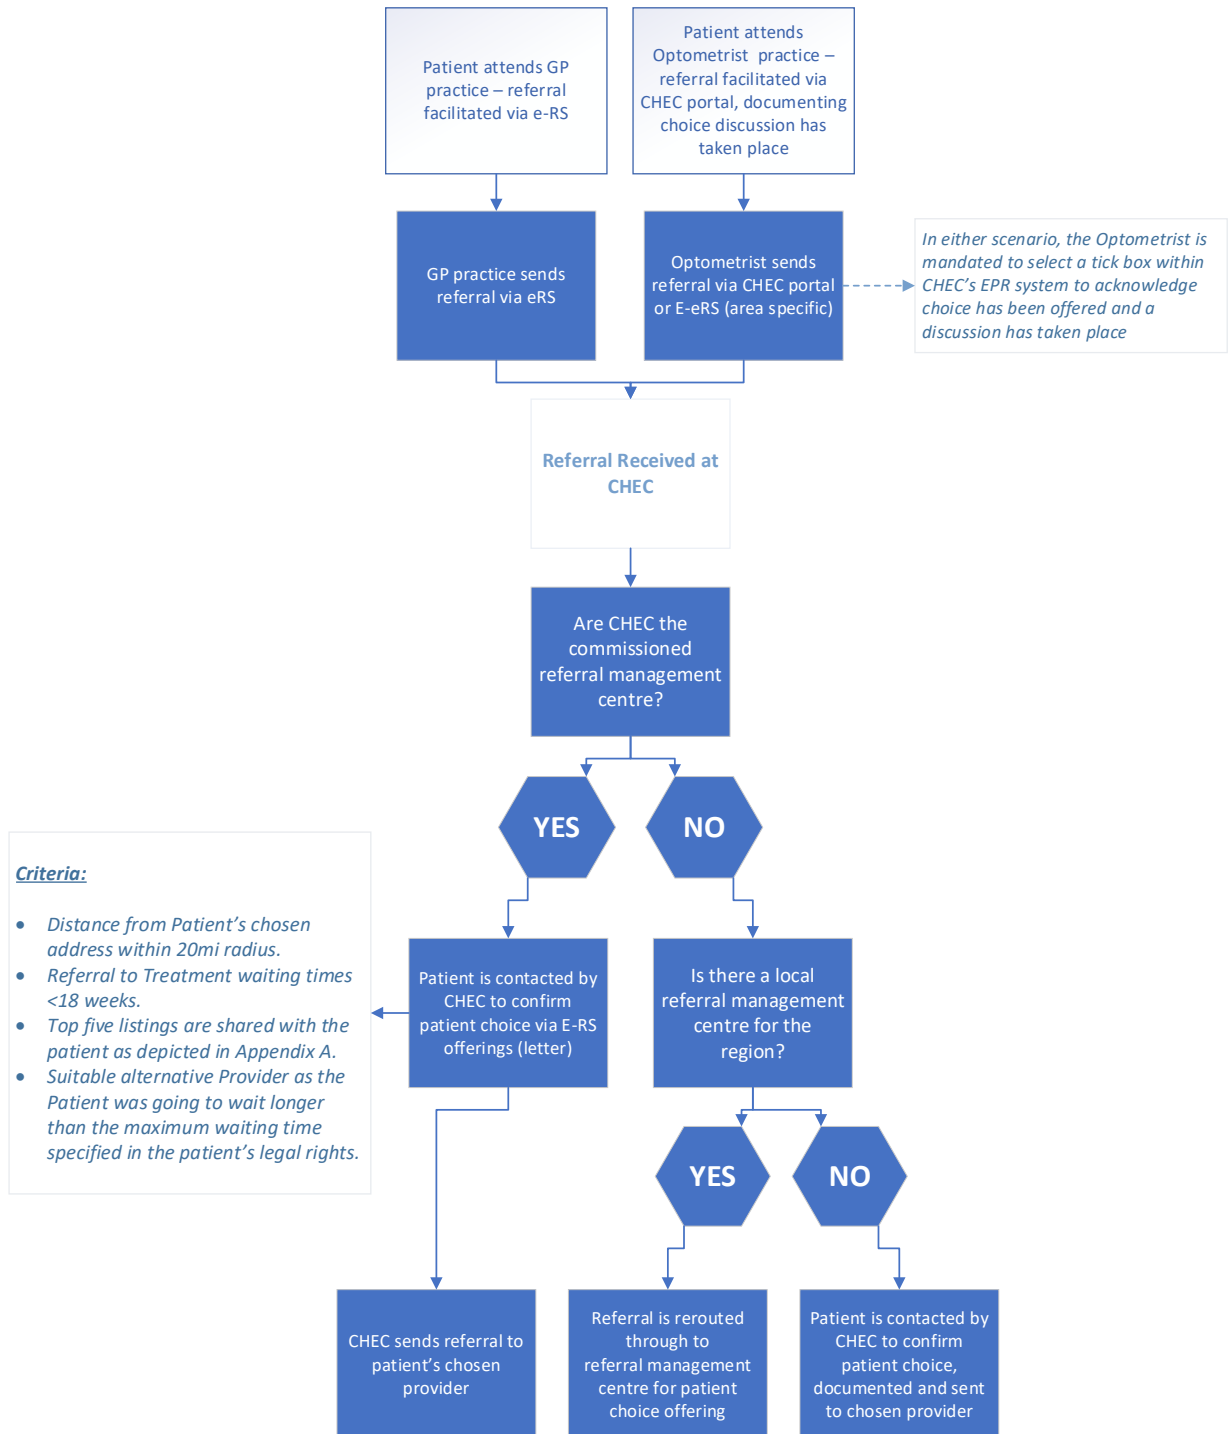 Patient attends GP
practice – referral
facilitated via e-RS
Patient attends
Optometrist practice –
referral facilitated via
CHEC portal, documenting
choice discussion has
taken place
GP practice sends
referral via eRS
Optometrist sends
referral via CHEC portal
or E-eRS (area specific)
In either scenario, the Optometrist is
mandated to select a tick box within
CHEC’s EPR system to acknowledge
choice has been offered and a
discussion has taken place
Referral Received at
CHEC
Are CHEC the
commissioned
referral management
centre?
YES
NO
Criteria:
• Distance from Patient’s chosen
address within 20mi radius.
• Referral to Treatment waiting times
<18 weeks.
• Top five listings are shared with the
patient as depicted in Appendix A.
• Suitable alternative Provider as the
Patient was going to wait longer
than the maximum waiting time
specified in the patient’s legal rights.
Patient is contacted by
CHEC to confirm
patient choice via E-RS
offerings (letter)
Is there a local
referral management
centre for the
region?
YES
NO
CHEC sends referral to
patient’s chosen
provider
Referral is rerouted
through to
referral management
centre for patient
choice offering
Patient is contacted by
CHEC to confirm
patient choice,
documented and sent
to chosen provider